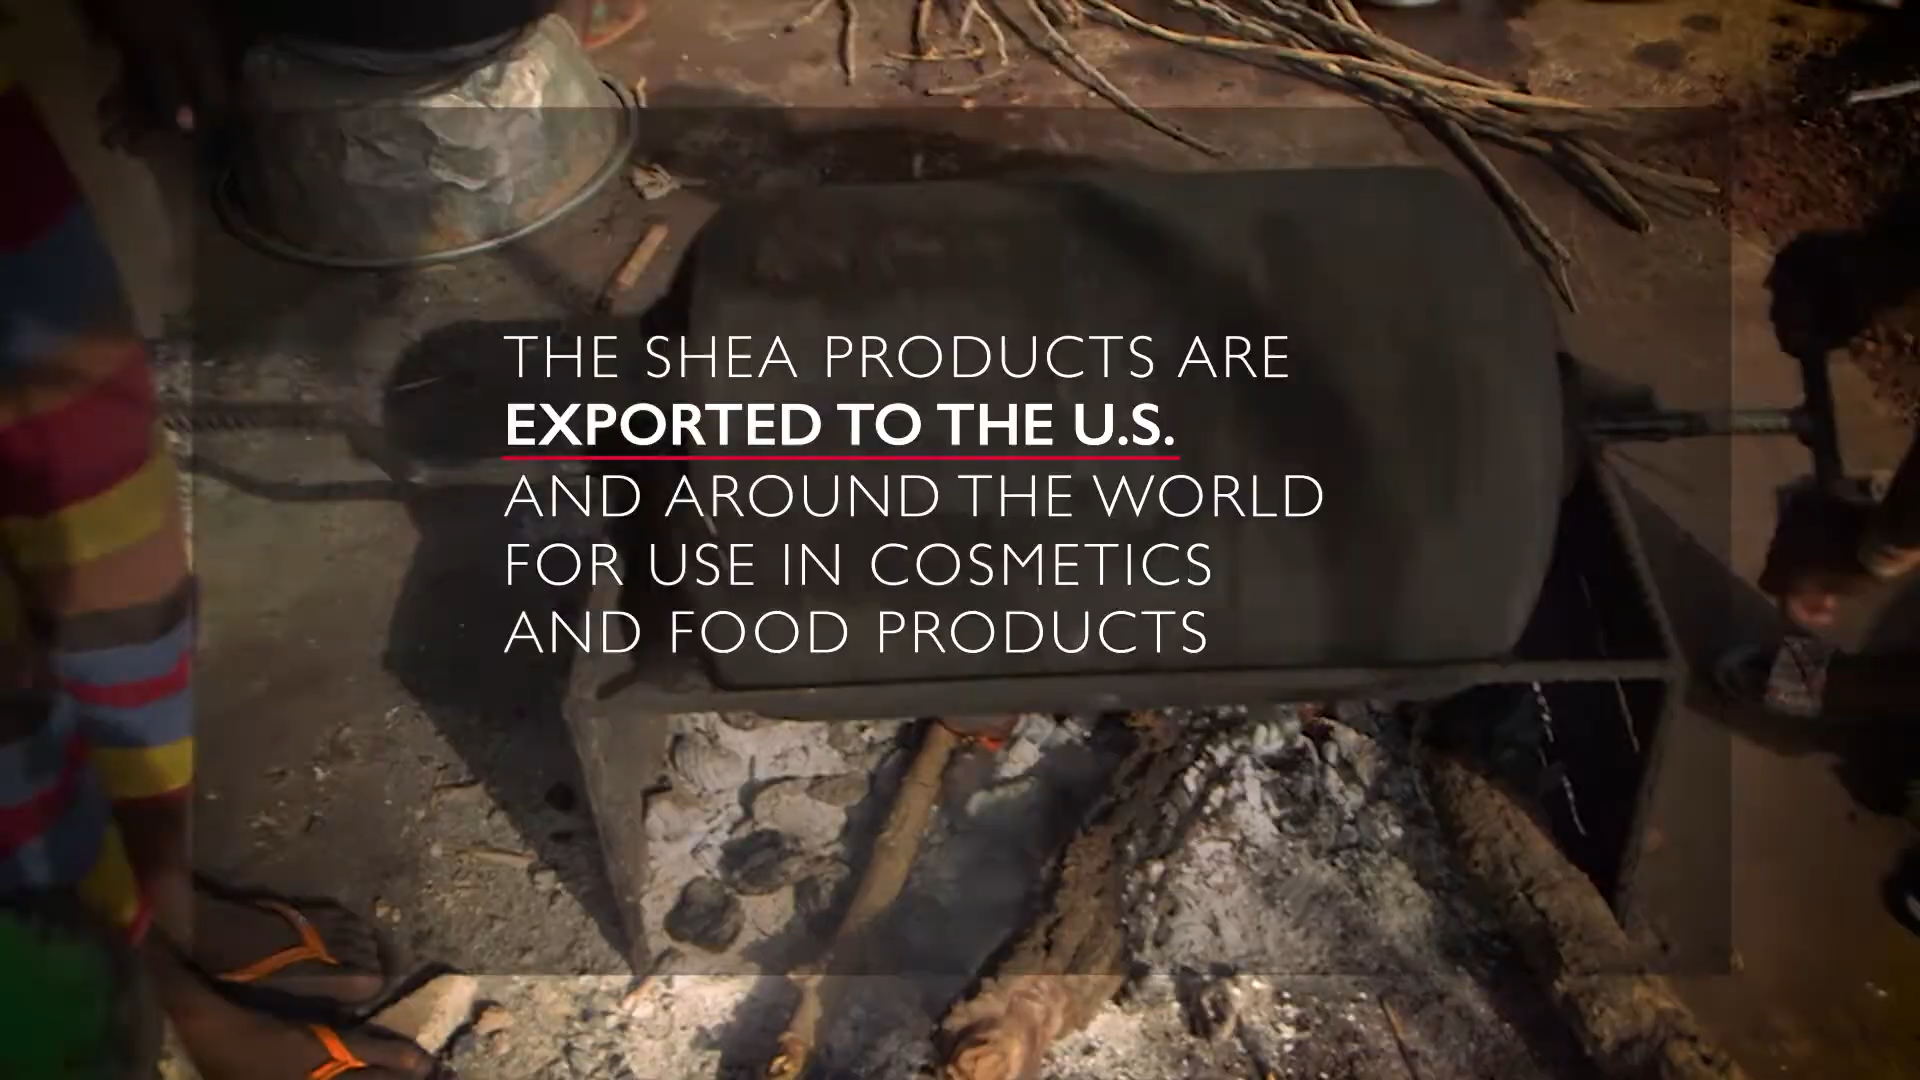 THE SHEA PRODUCTS ARE
EXPORTED TO THE U.S.
AND AROUND THE WORLD
FOR USE IN COSMETICS
AND FOOD PRODUCTS